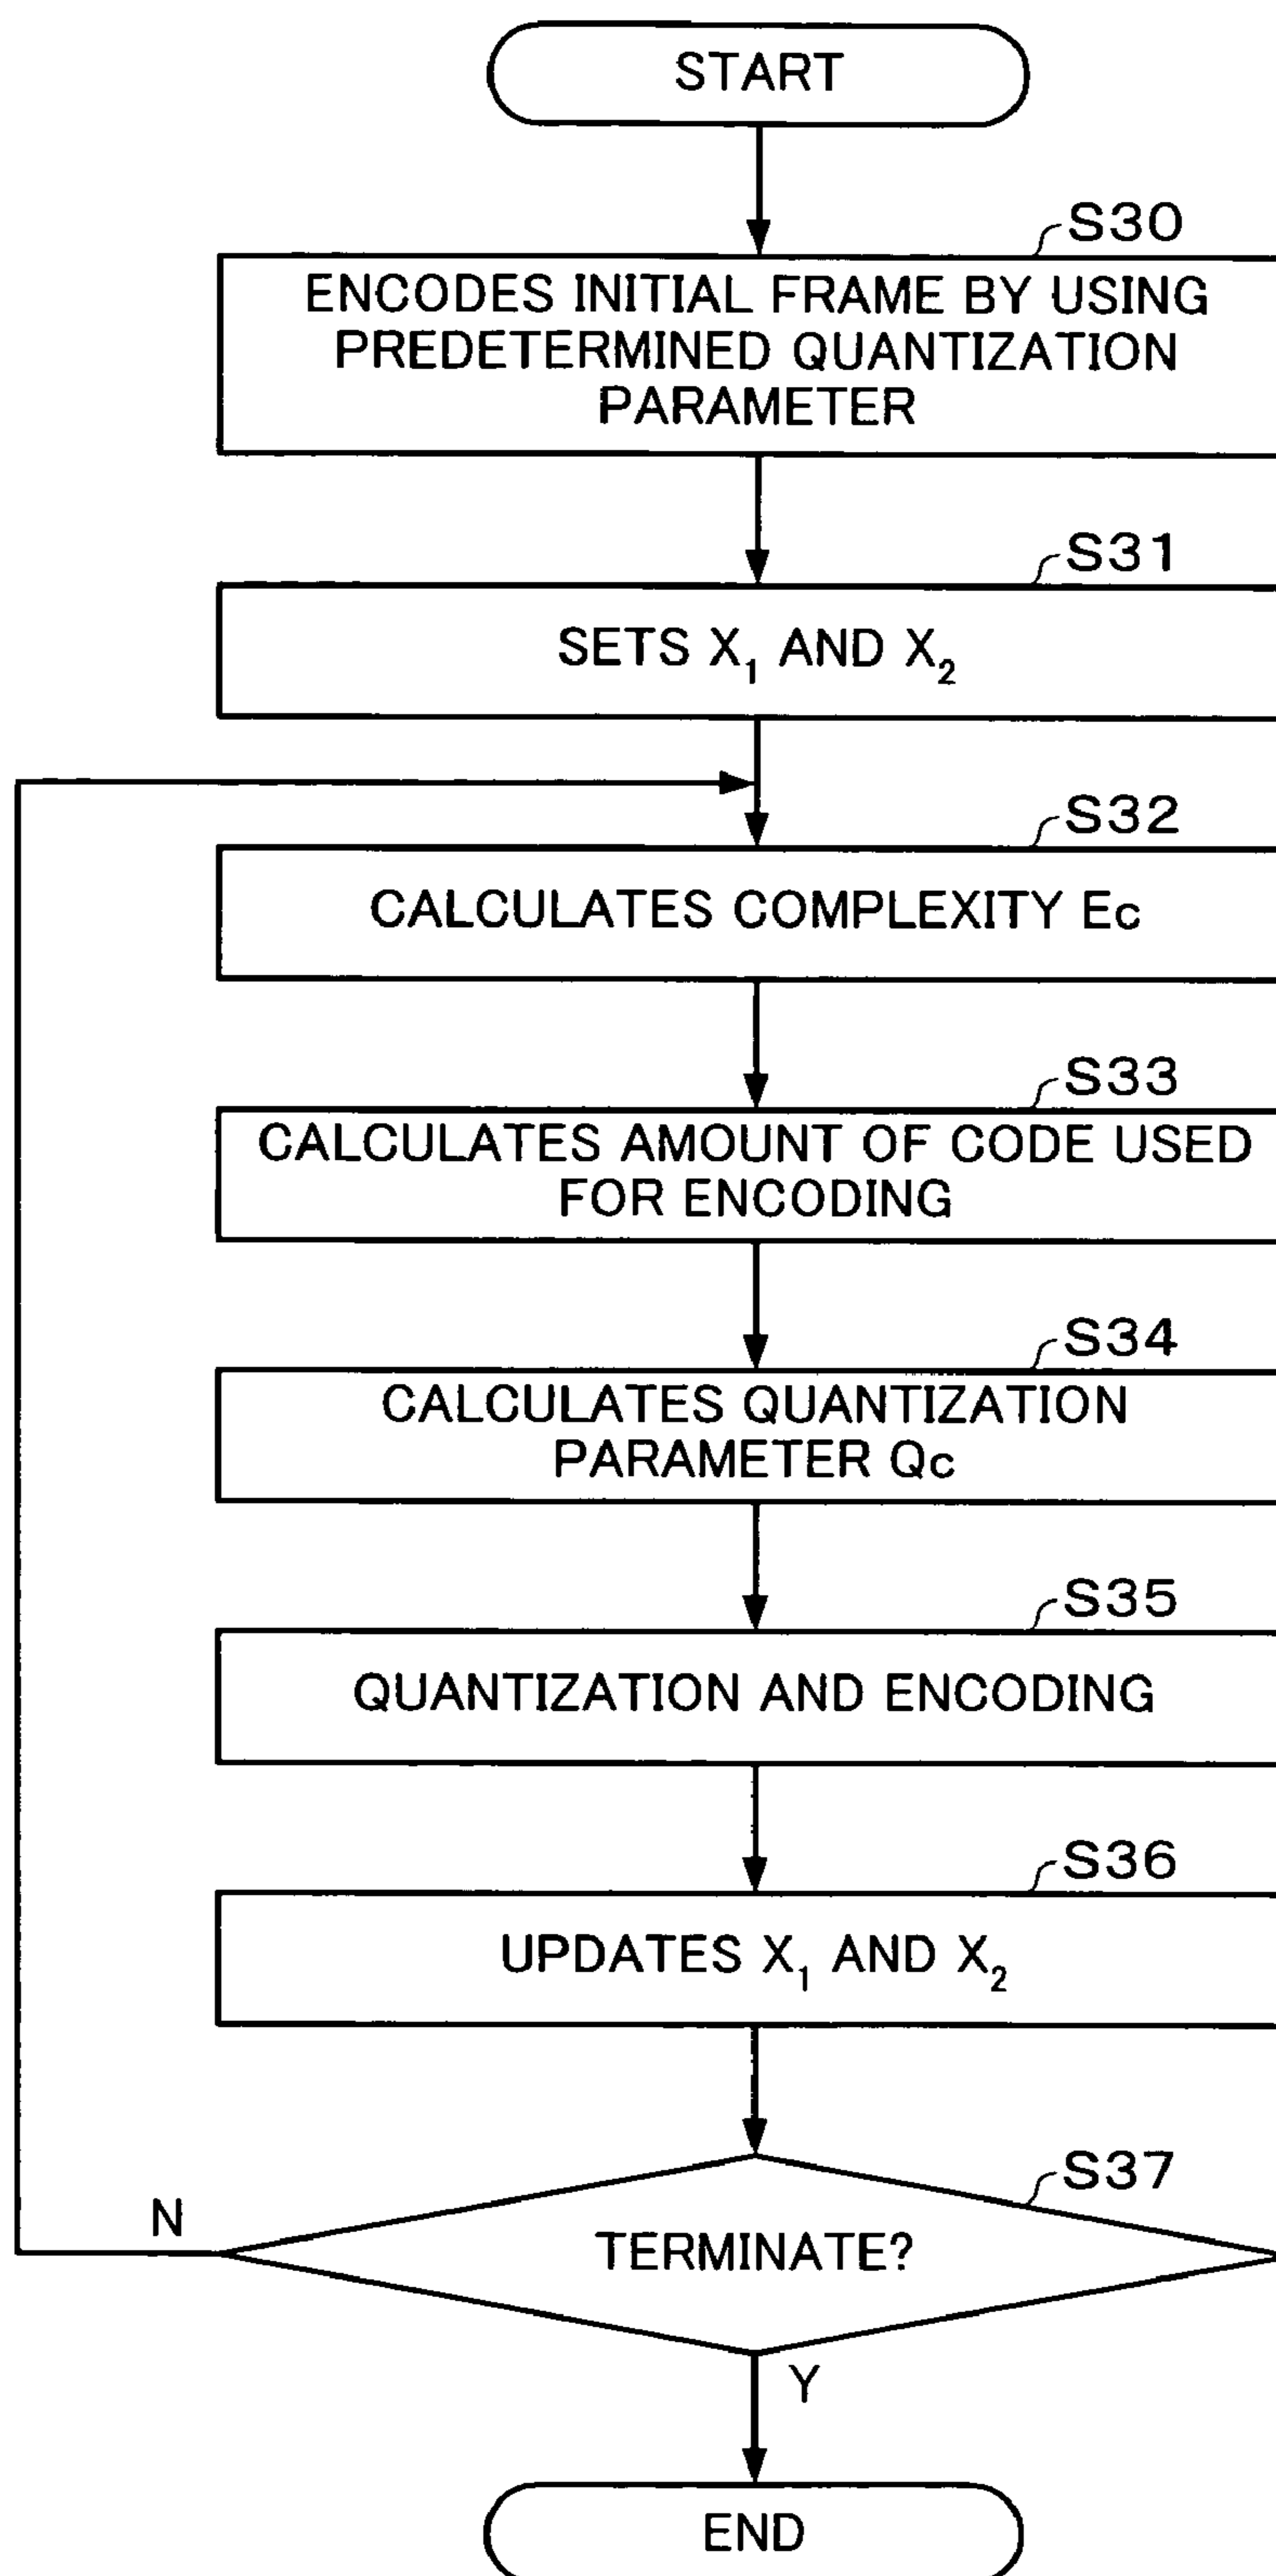 START
S30
ENCODES INITIAL FRAME BY USING
PREDETERMINED QUANTIZATION
PARAMETER
S31
SETS X₁ AND X₂
S32
CALCULATES COMPLEXITY Ec
S33
CALCULATES AMOUNT OF CODE USED
FOR ENCODING
S34
CALCULATES QUANTIZATION
PARAMETER Qc
S35
QUANTIZATION AND ENCODING
S36
UPDATES X₁ AND X₂
S37
N
TERMINATE?
Y
END